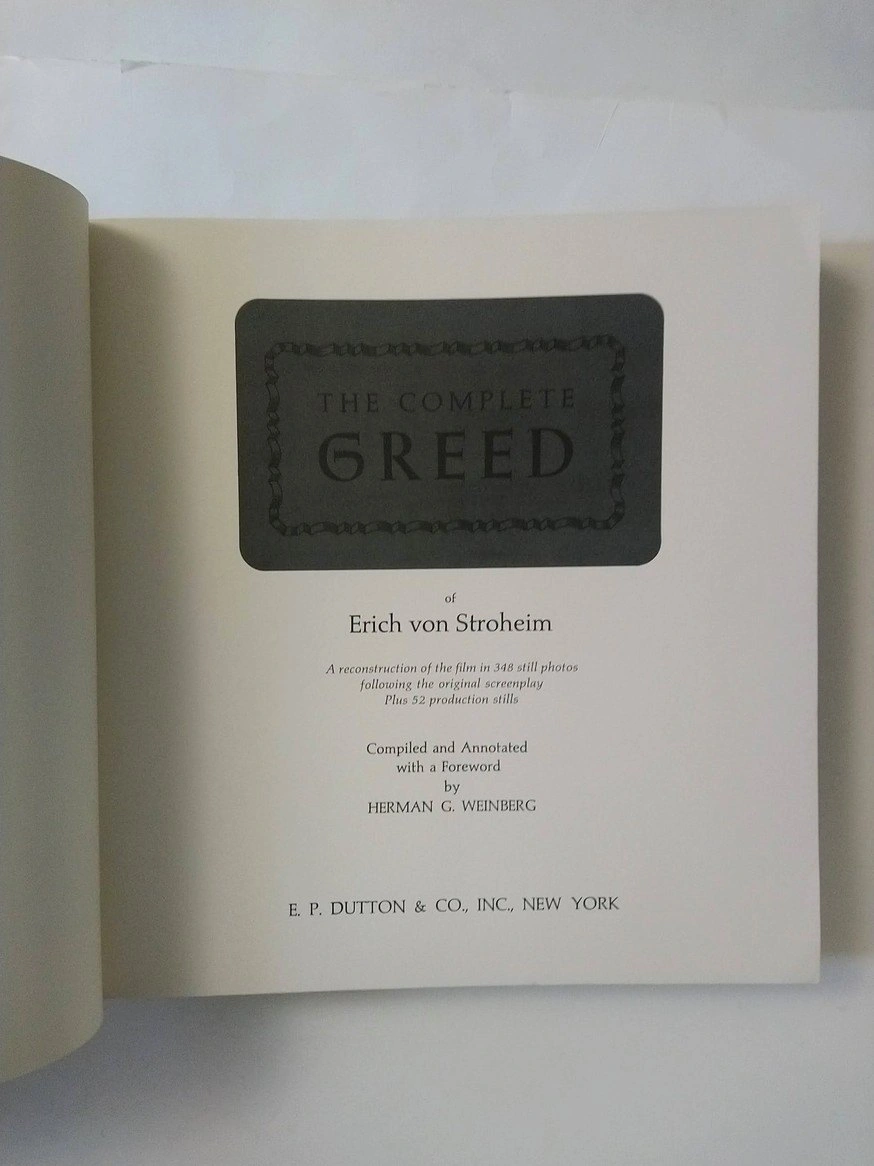 THE COMPLETE
GREED
of
Erich von Stroheim
A reconstruction of the film in 348 still photos
following the original screenplay
Plus 52 production stills
Compiled and Annotated
with a Foreword
by
HERMAN G. WEINBERG
E. P. DUTTON & CO., INC., NEW YORK